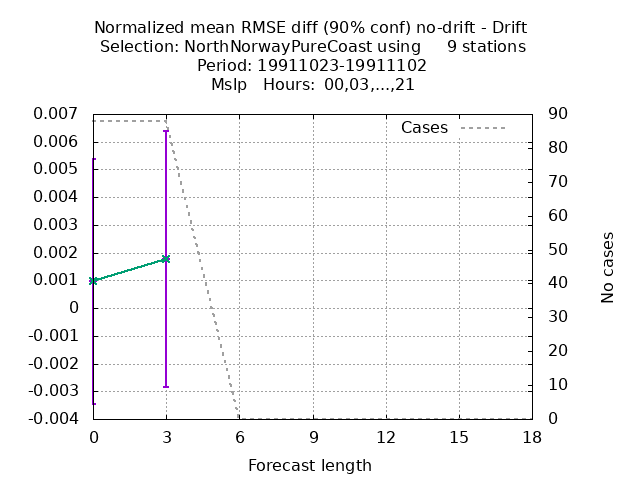 Normalized mean RMSE diff (90% conf) no-drift - Drift
Selection: NorthNorwayPureCoast using     9 stations
Period: 19911023-19911102
Mslp   Hours:  00,03,...,21
Cases
0.007
0.006
0.005
0.004
0.003
0.002
0.001
0
-0.001
-0.002
-0.003
-0.004
90
80
70
60
50
40
30
20
10
0
No cases
0 3 6 9 12 15 18
Forecast length